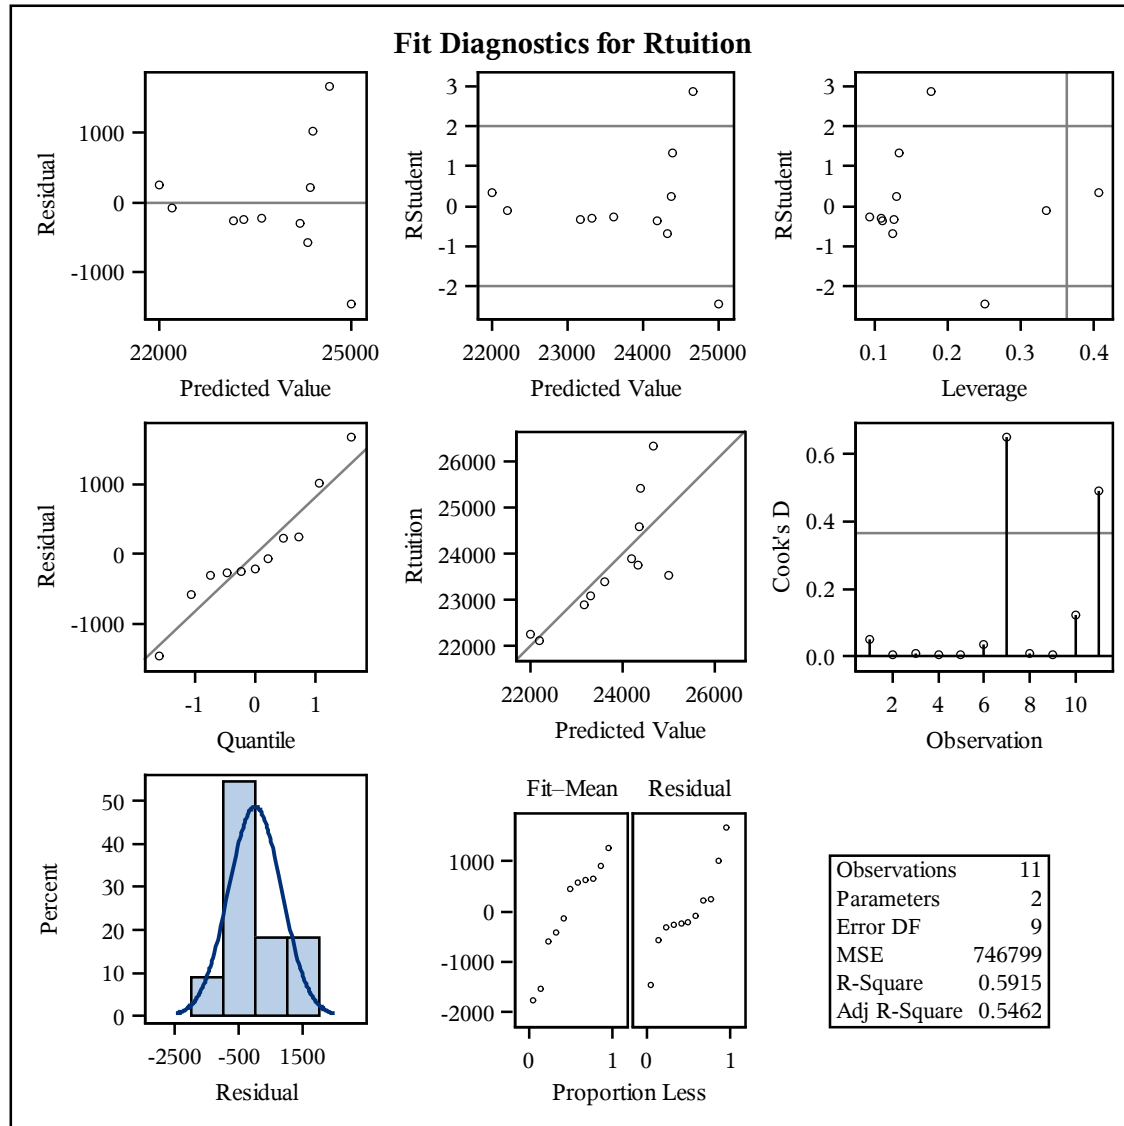 Fit Diagnostics for Rtuition
1000
0
-1000
Residual
22000 25000
Predicted Value
3
2
1
0
-1
-2
RStudent
22000 23000 24000 25000
Predicted Value
3
2
1
0
-1
-2
RStudent
0.1 0.2 0.3 0.4
Leverage
1000
0
-1000
Residual
-1 0 1
Quantile
26000
25000
24000
23000
22000
Rtuition
22000 24000 26000
Predicted Value
0.6
0.4
0.2
0.0
Cook's D
2 4 6 8 10
Observation
50
40
30
20
10
0
Percent
-2500 -500 1500
Residual
Fit–Mean Residual
1000
0
-1000
-2000
0 1 0 1
Proportion Less
Observations 11
Parameters 2
Error DF 9
MSE 746799
R-Square 0.5915
Adj R-Square 0.5462